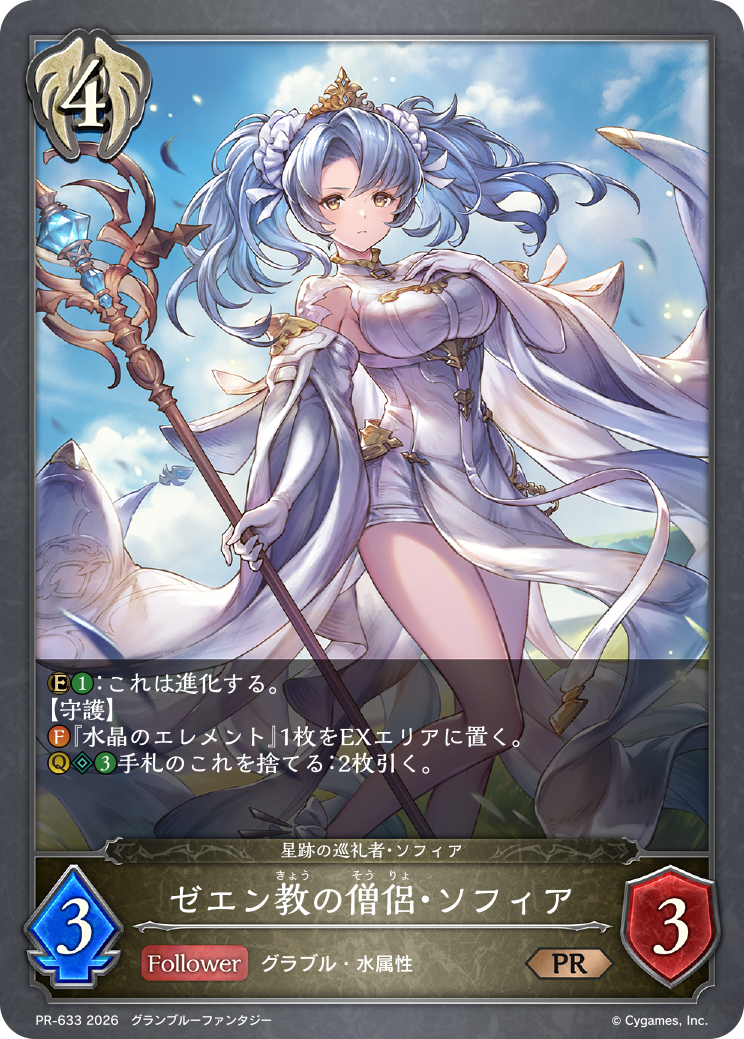 4
© Cygames, Inc.
E 1：これは進化する。
【守護】
F『水晶のエレメント』1枚をEXエリアに置く。
Q 3手札のこれを捨てる：2枚引く。
星跡の巡礼者・ソフィア
きょう そうりょ
ゼエン教の僧侶・ソフィア
3
3
Follower グラブル・水属性 PR
PR-633 2026 グランブルーファンタジー © Cygames, Inc.